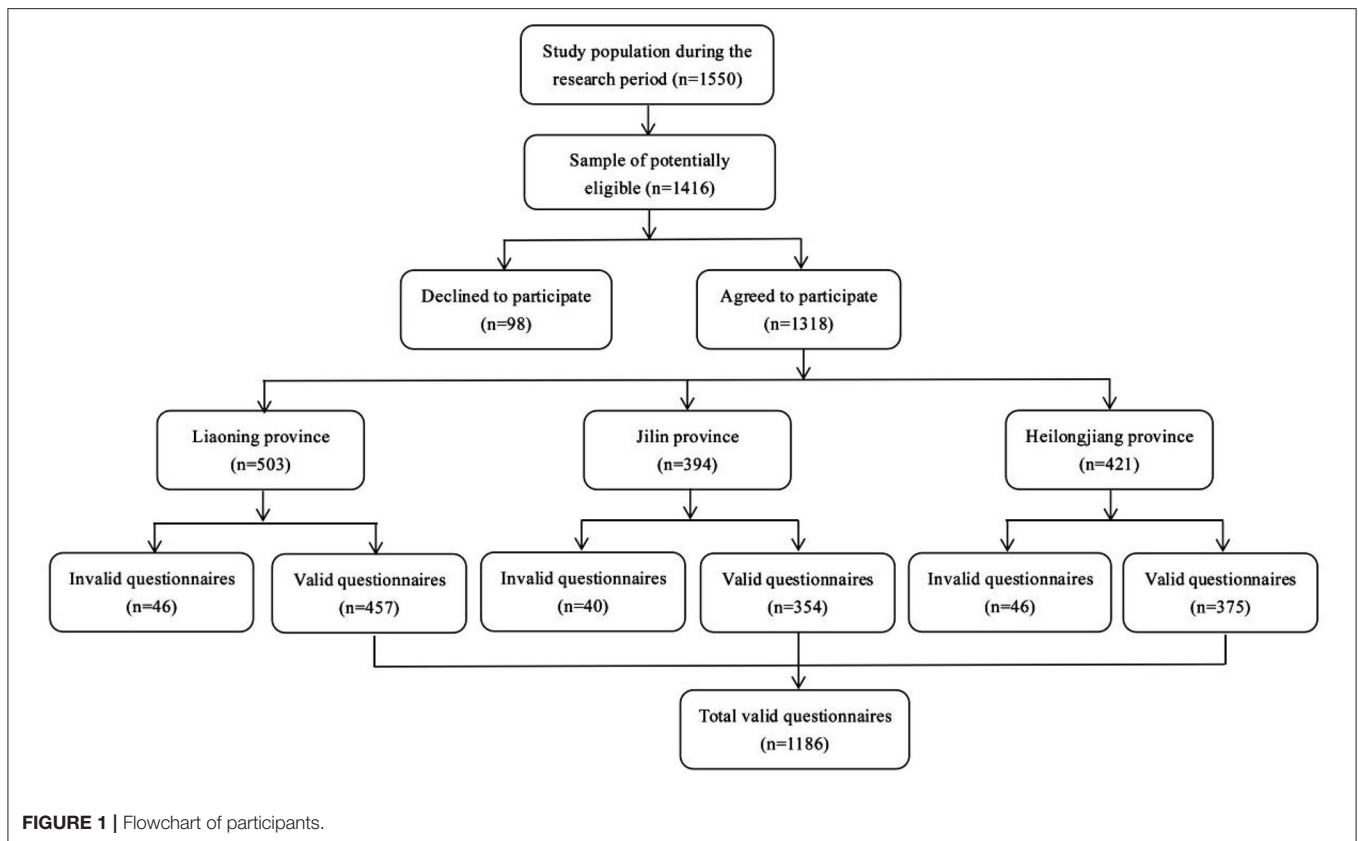 Study population during the
research period (n=1550)
Sample of potentially
eligible (n=1416)
Declined to participate
(n=98)
Agreed to participate
(n=1318)
Liaoning province
(n=503)
Jilin province
(n=394)
Heilongjiang province
(n=421)
Invalid questionnaires
(n=46)
Valid questionnaires
(n=457)
Invalid questionnaires
(n=40)
Valid questionnaires
(n=354)
Invalid questionnaires
(n=46)
Valid questionnaires
(n=375)
Total valid questionnaires
(n=1186)
FIGURE 1 | Flowchart of participants.